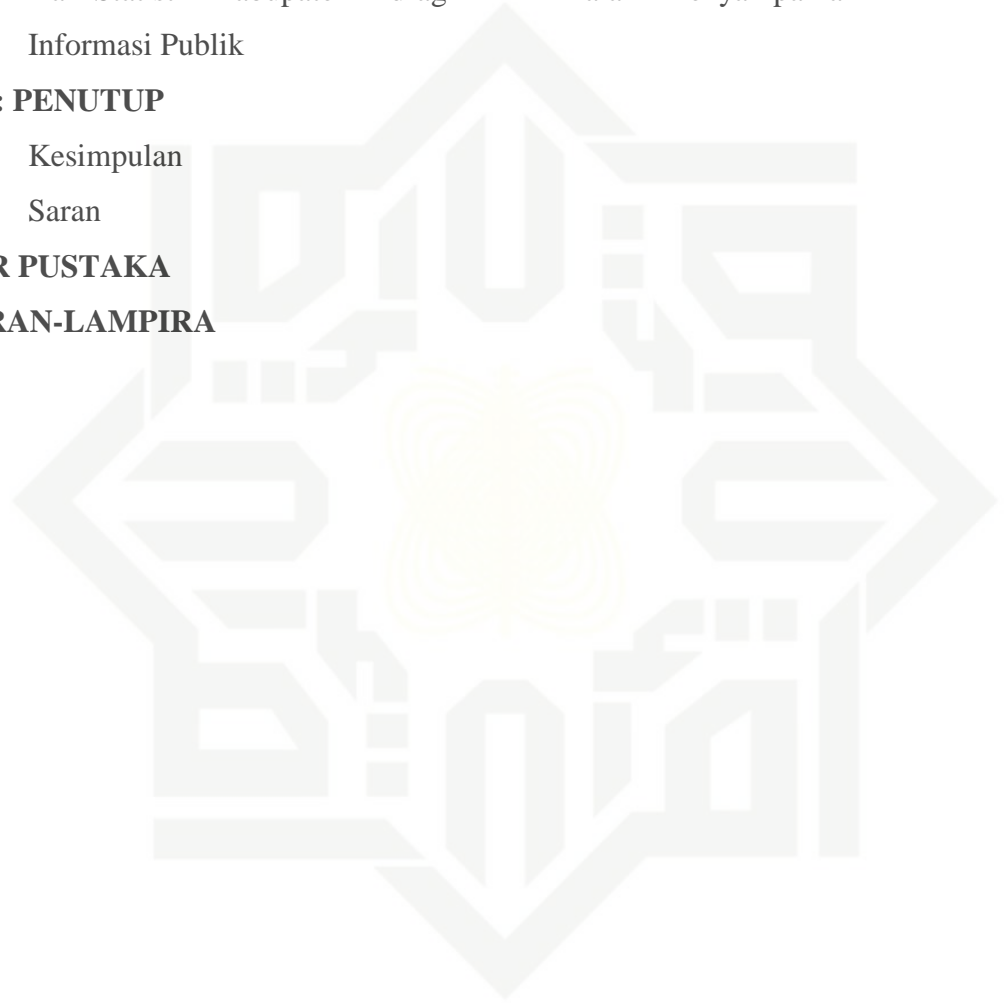 Informasi Publik
: PENUTUP
Kesimpulan
Saran
R PUSTAKA
RAN-LAMPIRA